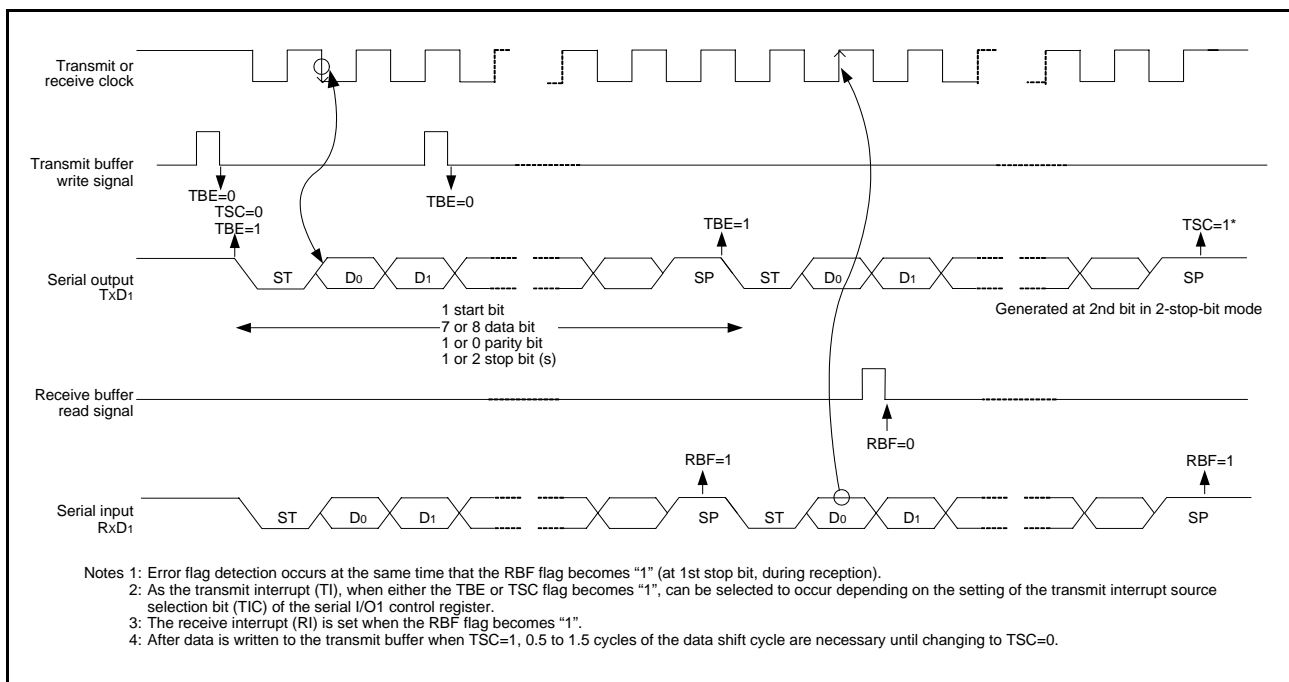 Transmit or
receive clock
Transmit buffer
write signal
TBE=0
TSC=0
TBE=1
TBE=0
TBE=1
TSC=1*
Serial output
TxD1
ST D0 D1 SP ST D0 D1 SP
1 start bit
7 or 8 data bit
1 or 0 parity bit
1 or 2 stop bit (s)
Generated at 2nd bit in 2-stop-bit mode
Receive buffer
read signal
RBF=0
RBF=1
RBF=1
Serial input
RxD1
ST D0 D1 SP ST D0 D1 SP
Notes 1: Error flag detection occurs at the same time that the RBF flag becomes “1” (at 1st stop bit, during reception).
2: As the transmit interrupt (TI), when either the TBE or TSC flag becomes “1”, can be selected to occur depending on the setting of the transmit interrupt source
selection bit (TIC) of the serial I/O1 control register.
3: The receive interrupt (RI) is set when the RBF flag becomes “1”.
4: After data is written to the transmit buffer when TSC=1, 0.5 to 1.5 cycles of the data shift cycle are necessary until changing to TSC=0.